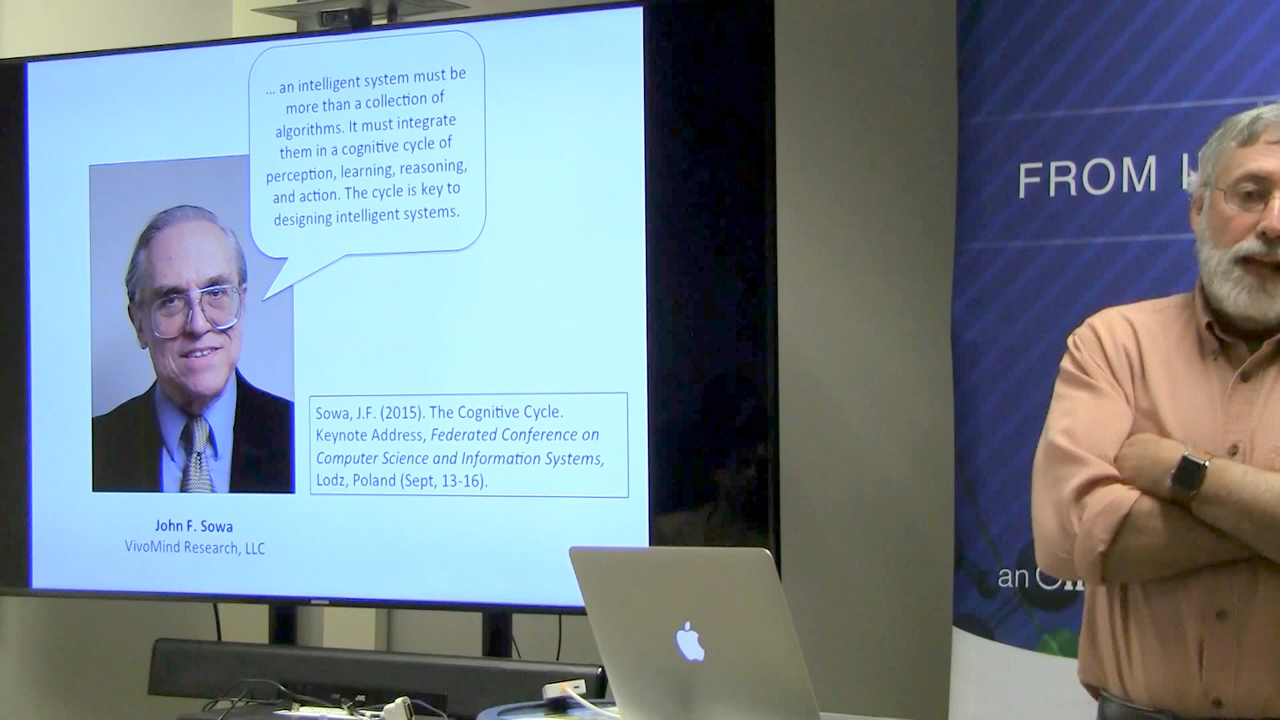 ... an intelligent system must be
more than a collection of
algorithms. It must integrate
them in a cognitive cycle of
perception, learning, reasoning,
and action. The cycle is key to
designing intelligent systems.
Sowa, J.F. (2015). The Cognitive Cycle.
Keynote Address, Federated Conference on
Computer Science and Information Systems,
Lodz, Poland (Sept, 13-16).
John F. Sowa
VivoMind Research, LLC
FROM
an